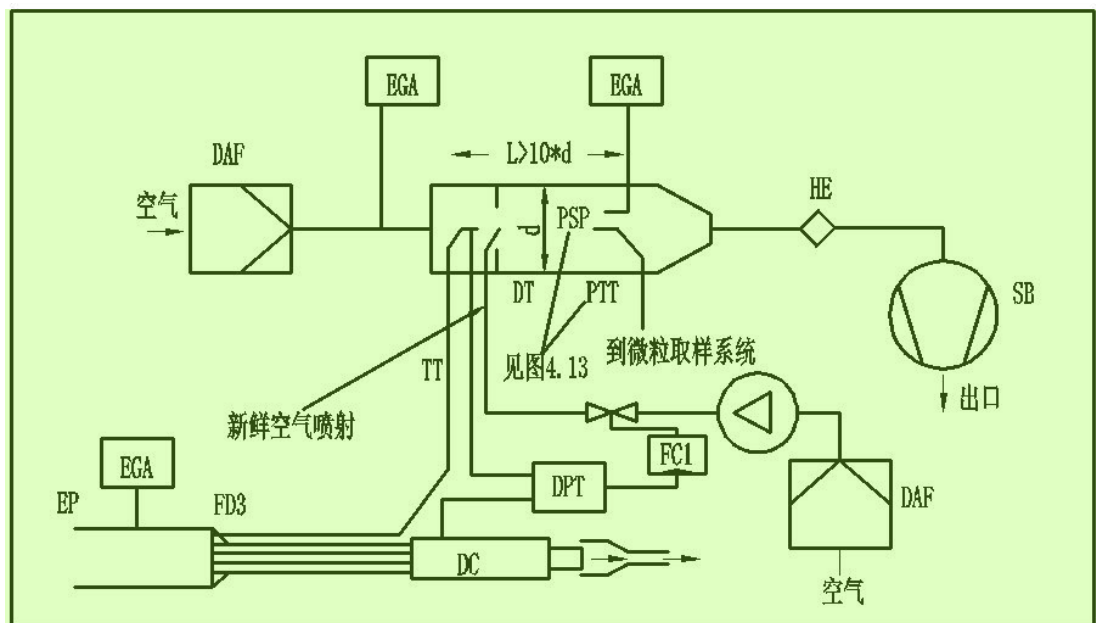 EGA
EGA
DAF
L>10*d
HE
空气
PSP
d
DT
PTT
SB
TT
见图4.13
到微粒取样系统
出口
新鲜空气喷射
EGA
FC1
EP
FD3
DPT
DAF
DC
空气